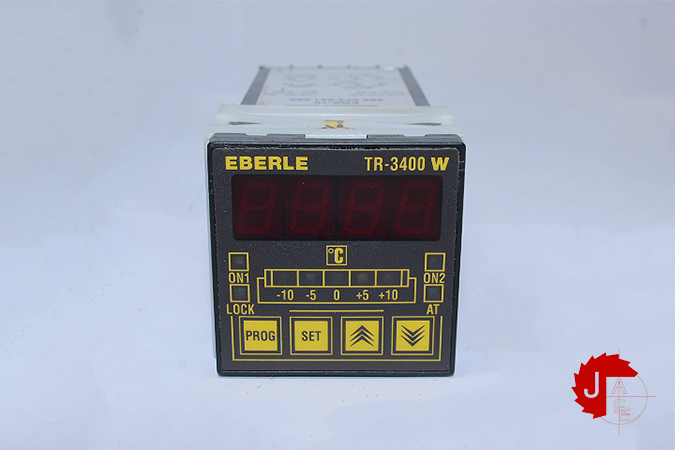 EBERLE TR-3400 W
°C
ON1 ON2
-10 -5 0 +5 +10
LOCK AT
PROG SET
J